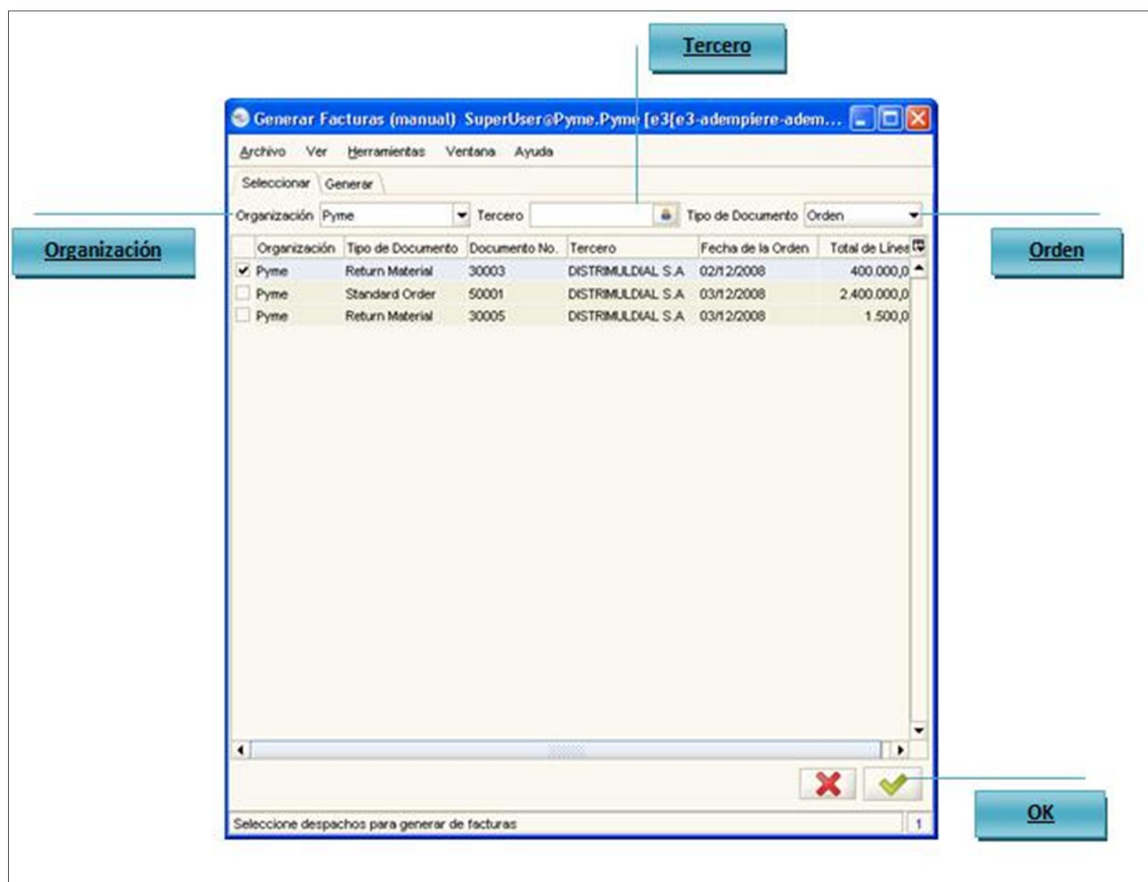 Tercero
Generar Facturas (manual) SuperUser@Pyme.Pyme [e3{e3-adempiere-adem...
Archivo Ver Herramientas Ventana Ayuda
Seleccionar Generar
Organización Pyme Tercero Tipo de Documento Orden
Organización
Orden
Organización Tipo de Documento Documento No. Tercero Fecha de la Orden Total de Línea
Pyme Return Material 30003 DISTRIMULDIAL S.A 02/12/2008 400.000,0
Pyme Standard Order 50001 DISTRIMULDIAL S.A 03/12/2008 2.400.000,0
Pyme Return Material 30005 DISTRIMULDIAL S.A 03/12/2008 1.500,0
OK
Seleccione despachos para generar de facturas 1